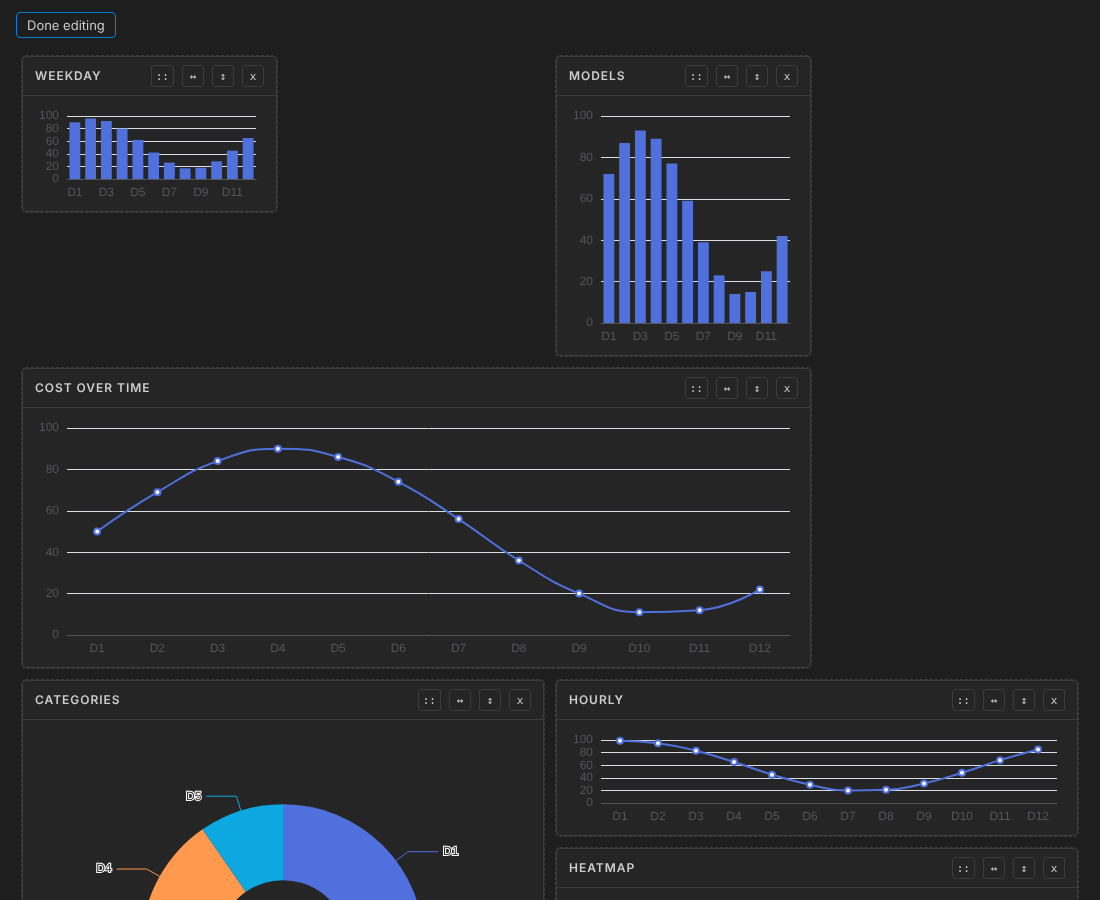 Done editing
WEEKDAY :: ↔ ↕ x
100
80
60
40
20
0
D1 D3 D5 D7 D9 D11
MODELS :: ↔ ↕ x
100
80
60
40
20
0
D1 D3 D5 D7 D9 D11
COST OVER TIME :: ↔ ↕ x
100
80
60
40
20
0
D1 D2 D3 D4 D5 D6 D7 D8 D9 D10 D11 D12
CATEGORIES :: ↔ ↕ x
D5
D1
D4
HOURLY :: ↔ ↕ x
100
80
60
40
20
0
D1 D2 D3 D4 D5 D6 D7 D8 D9 D10 D11 D12
HEATMAP :: ↔ ↕ x